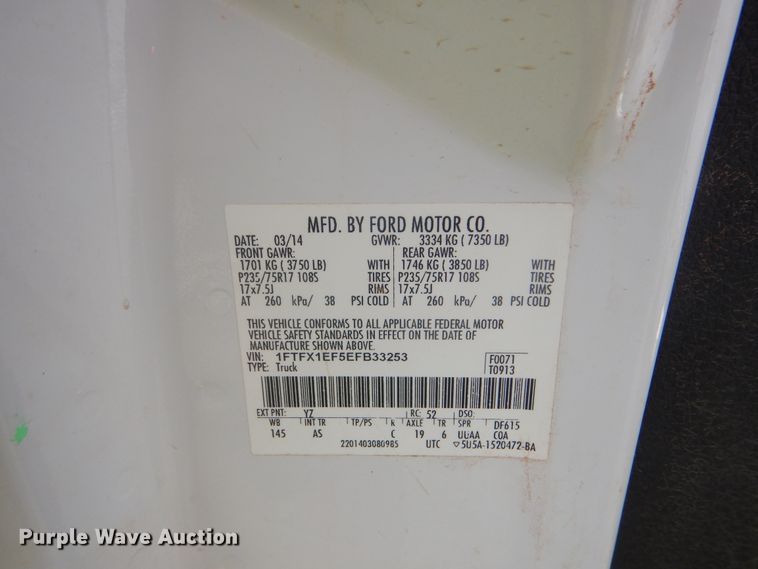 MFD. BY FORD MOTOR CO.
DATE: 03/14 GVWR: 3334 KG ( 7350 LB)
FRONT GAWR: REAR GAWR:
1701 KG ( 3750 LB) WITH 1746 KG ( 3850 LB) WITH
P235/75R17 108S TIRES P235/75R17 108S TIRES
17x7.5J RIMS 17x7.5J RIMS
AT 260 kPa/ 38 PSI COLD AT 260 kPa/ 38 PSI COLD
THIS VEHICLE CONFORMS TO ALL APPLICABLE FEDERAL MOTOR
VEHICLE SAFETY STANDARDS IN EFFECT ON THE DATE OF
MANUFACTURE SHOWN ABOVE.
VIN: 1FTFX1EF5EFB33253 F0071
TYPE: Truck T0913
EXT PNT: YZ RC: 52 DSO:
WB INT TR TP/PS R AXLE TR SPR DF615
145 AS C 19 6 UUAA COA
2201403080985 UTC ▽5U5A-1520472-BA
Purple Wave Auction